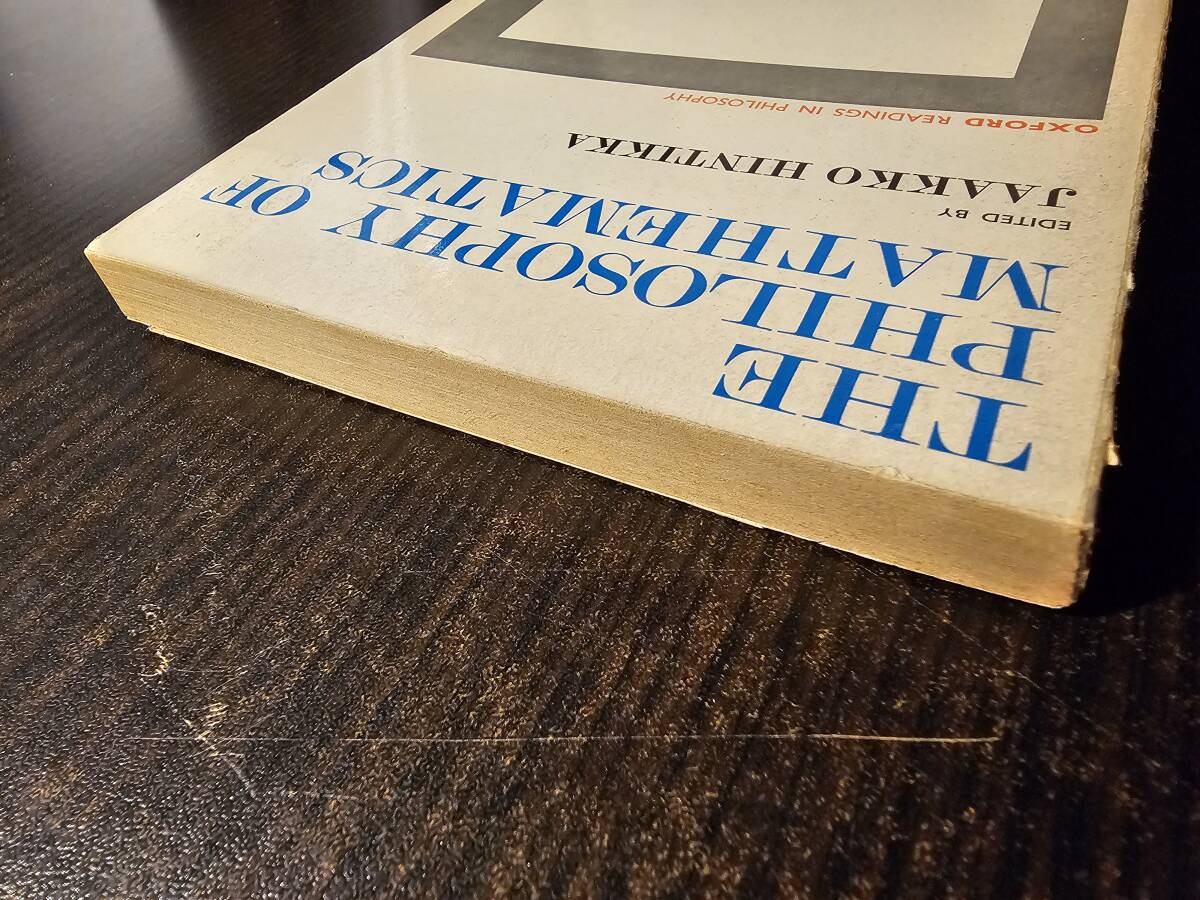 THE
PHILOSOPHY OF
MATHEMATICS
EDITED BY
JAAKKO HINTIKKA
OXFORD READINGS IN PHILOSOPHY